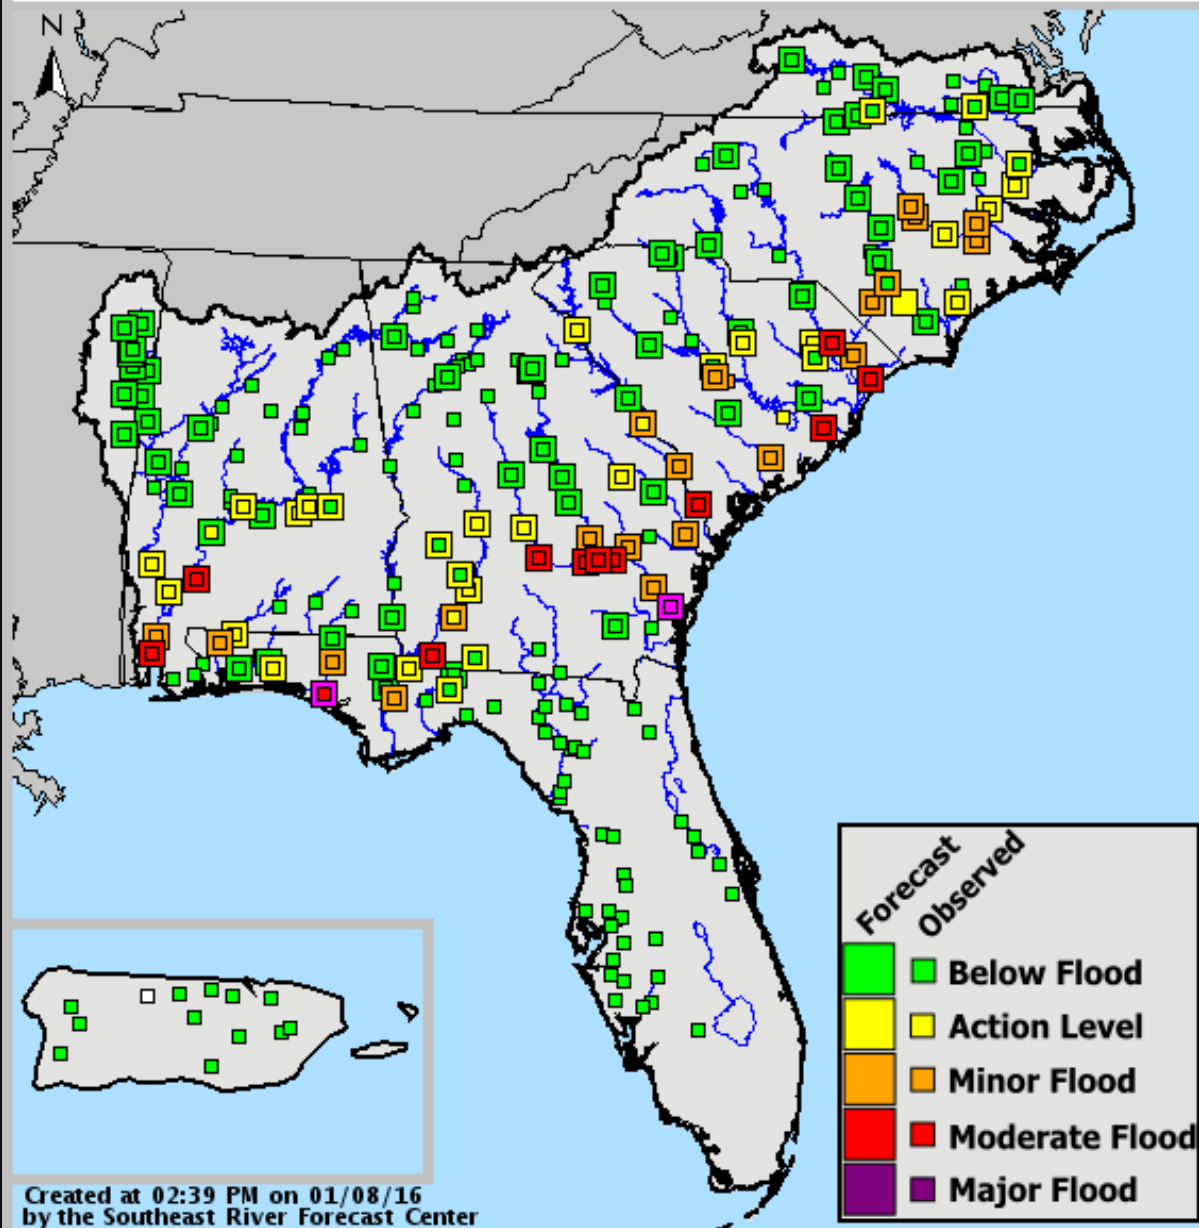 N
Forecast
Observed
Below Flood
Action Level
Minor Flood
Moderate Flood
Major Flood
Created at 02:39 PM on 01/08/16
by the Southeast River Forecast Center